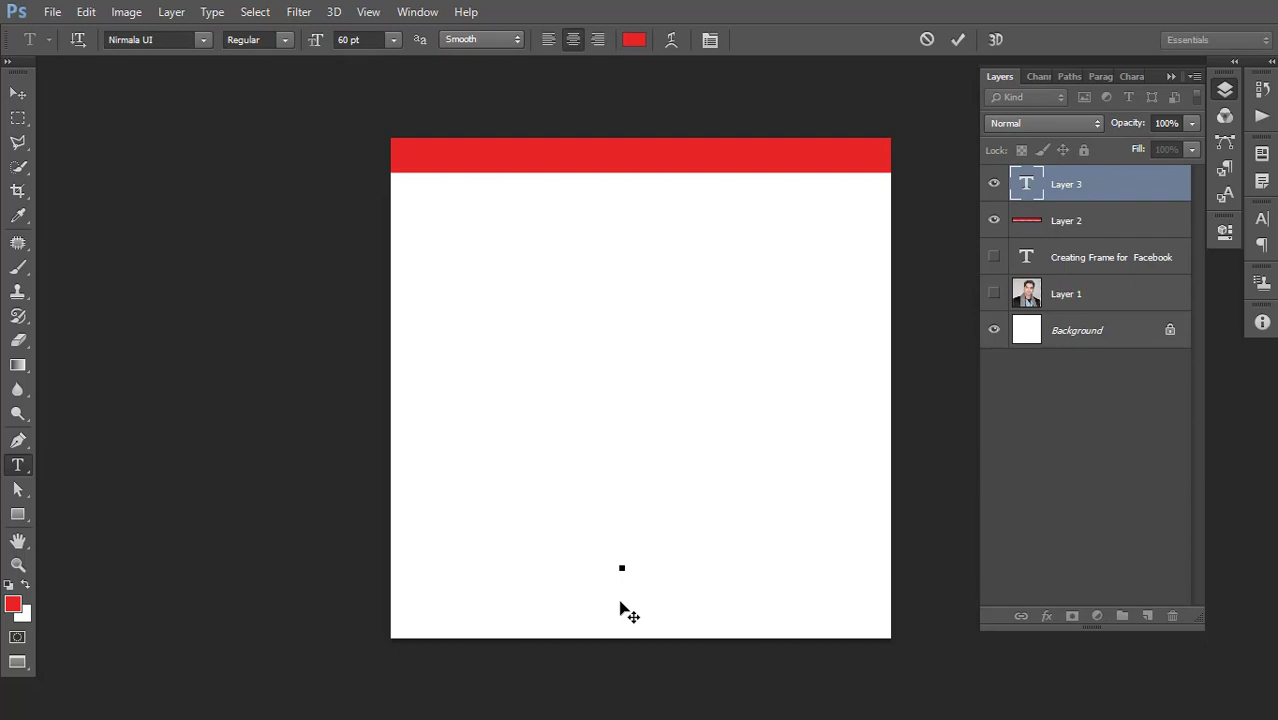 Ps File Edit Image Layer Type Select Filter 3D View Window Help
T T Nirmala UI Regular T 60 pt aa Smooth 3D Essentials
Layers Chann Paths Parag Chara
Kind T
Normal Opacity: 100%
Lock: Fill: 100%
T Layer 3
Layer 2
T Creating Frame for Facebook
Layer 1
Background
A
T
fx